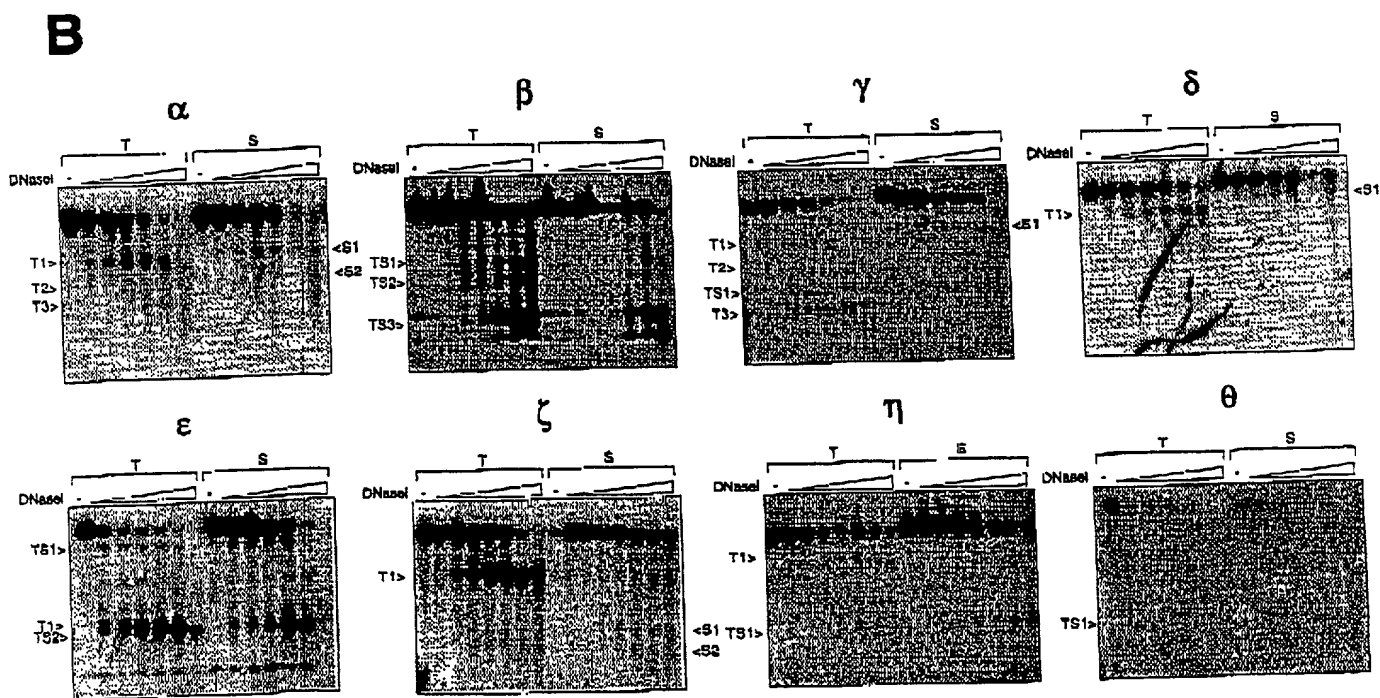 B
α
T S
DNaseI -
-
T1>
T2>
T3>
<S1
<S2
β
T S
DNaseI -
-
TS1>
TS2>
TS3>
γ
T S
DNaseI -
-
T1>
T2>
TS1>
T3>
<S1
δ
T S
DNaseI -
-
T1>
<S1
ε
T S
DNaseI -
-
TS1>
T1>
TS2>
ζ
T S
DNaseI -
-
T1>
<S1
<S2
η
T S
DNaseI -
-
T1>
TS1>
θ
T S
DNaseI -
-
TS1>